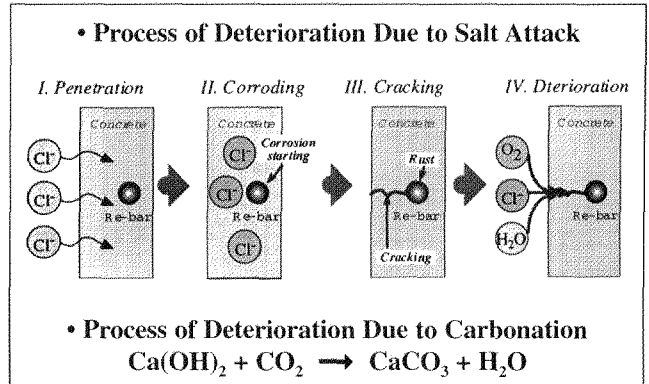 • Process of Deterioration Due to Salt Attack
I. Penetration
II. Corroding
III. Cracking
IV. Dterioration
Concrete
Cl-
Cl-
Cl-
Re-bar
Concrete
Cl-
Corrosion
starting
Cl-
Re-bar
Cl-
Concrete
Rust
Re-bar
Cracking
Concrete
O2
Cl-
H2O
Re-bar
• Process of Deterioration Due to Carbonation
Ca(OH)2 + CO2 → CaCO3 + H2O